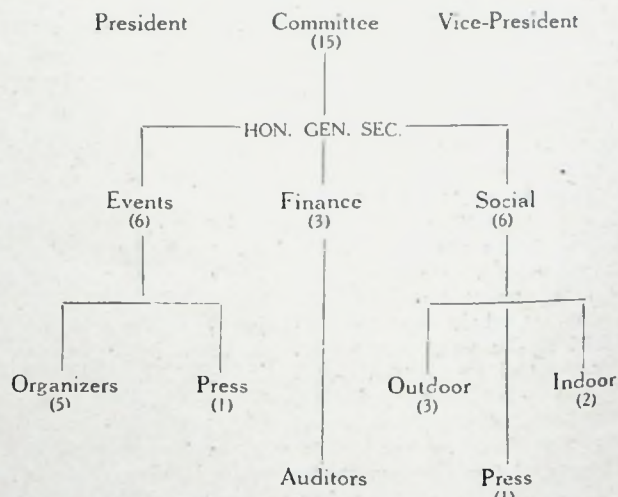 President Committee Vice-President
(15)
HON. GEN. SEC.
Events Finance Social
(6) (3) (6)
Organizers Press Outdoor Indoor
(5) (1) (3) (2)
Auditors Press
(1)